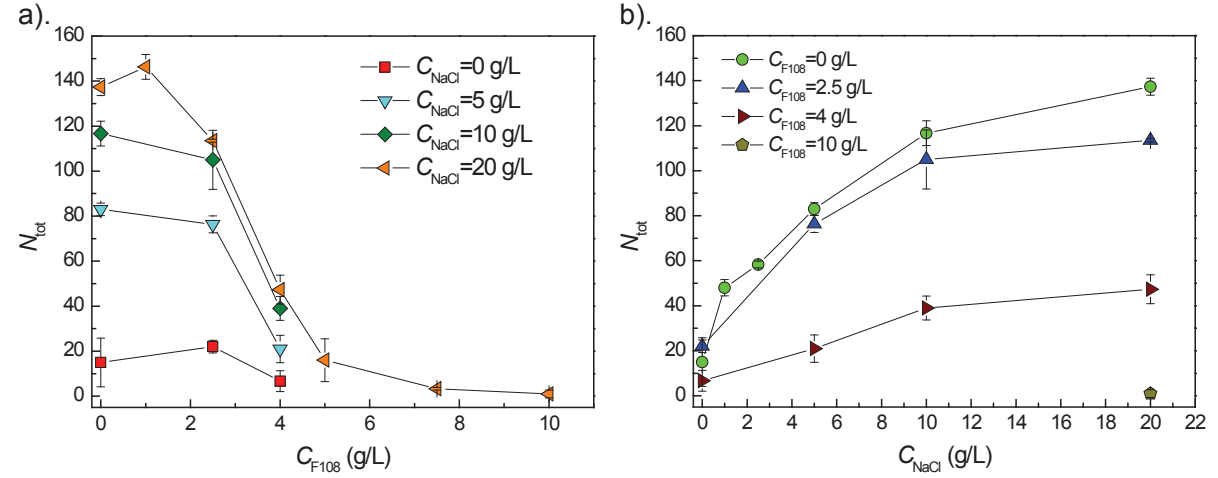 a).
160
140
120
100
80
60
40
20
0
N_tot
0 2 4 6 8 10
C_F108 (g/L)
C_NaCl=0 g/L
C_NaCl=5 g/L
C_NaCl=10 g/L
C_NaCl=20 g/L
b).
160
140
120
100
80
60
40
20
0
N_tot
0 2 4 6 8 10 12 14 16 18 20 22
C_NaCl (g/L)
C_F108=0 g/L
C_F108=2.5 g/L
C_F108=4 g/L
C_F108=10 g/L